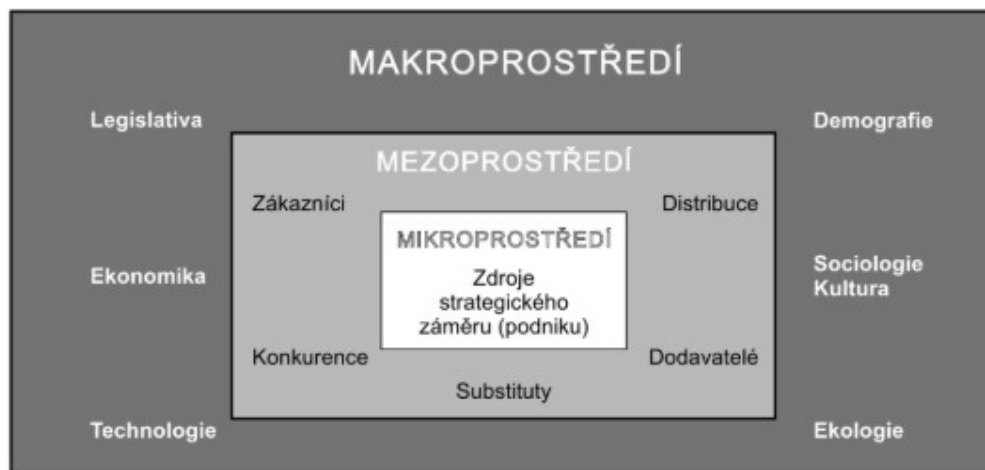 MAKROPROSTŘEDÍ
Legislativa
Demografie
MEZOPROSTŘEDÍ
Zákazníci
Distribuce
MIKROPROSTŘEDÍ
Zdroje
strategického
záměru (podniku)
Ekonomika
Sociologie
Kultura
Konkurence
Dodavatelé
Substituty
Technologie
Ekologie